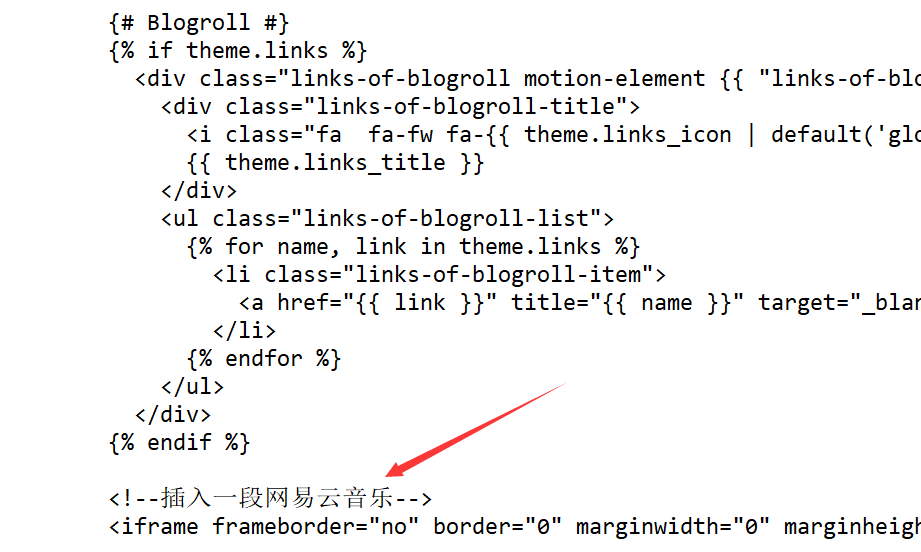 {# Blogroll #}
{% if theme.links %}
<div class="links-of-blogroll motion-element {{ "links-of-blo
<div class="links-of-blogroll-title">
<i class="fa  fa-fw fa-{{ theme.links_icon | default('glo
{{ theme.links_title }}
</div>
<ul class="links-of-blogroll-list">
{% for name, link in theme.links %}
<li class="links-of-blogroll-item">
<a href="{{ link }}" title="{{ name }}" target="_blan
</li>
{% endfor %}
</ul>
</div>
{% endif %}
<!--插入一段网易云音乐-->
<iframe frameborder="no" border="0" marginwidth="0" marginheigh